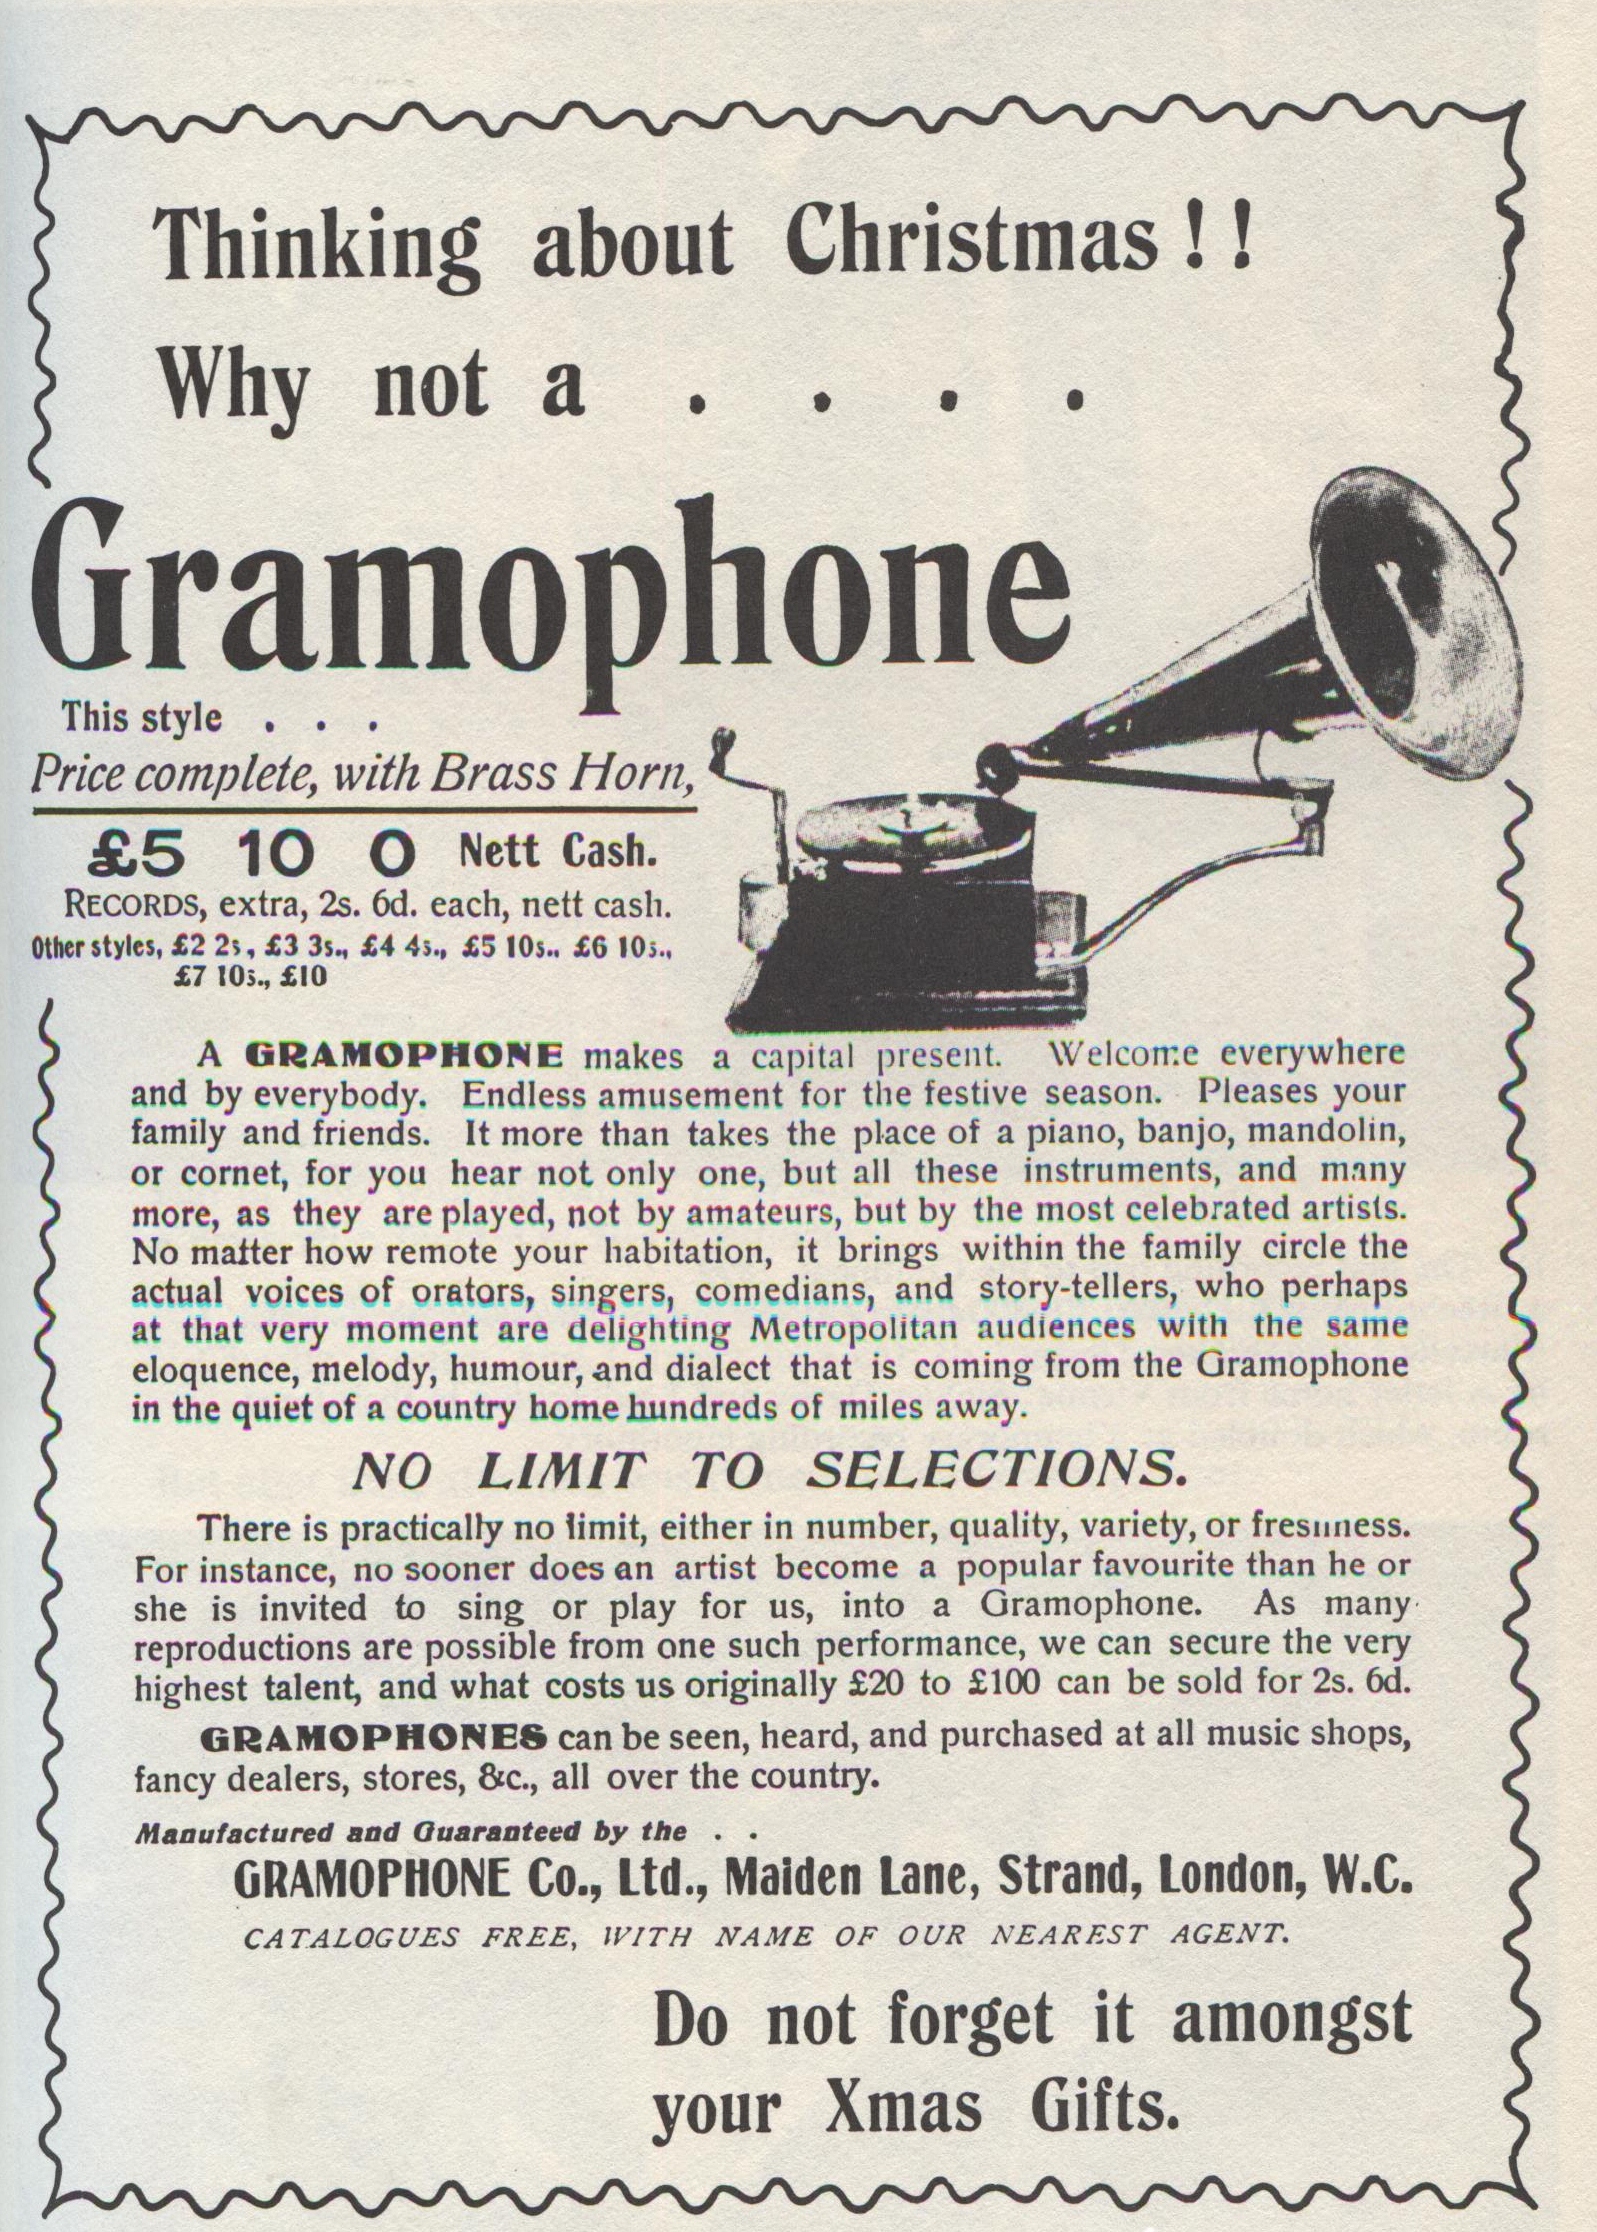 Thinking about Christmas!!
Why not a . . . .
Gramophone
This style . . .
Price complete, with Brass Horn,
£5 10 0 Nett Cash.
RECORDS, extra, 2s. 6d. each, nett cash.
Other styles, £2 2s, £3 3s., £4 4s., £5 10s., £6 10s.,
£7 10s., £10
A GRAMOPHONE makes a capital present. Welcome everywhere
and by everybody. Endless amusement for the festive season. Pleases your
family and friends. It more than takes the place of a piano, banjo, mandolin,
or cornet, for you hear not only one, but all these instruments, and many
more, as they are played, not by amateurs, but by the most celebrated artists.
No matter how remote your habitation, it brings within the family circle the
actual voices of orators, singers, comedians, and story-tellers, who perhaps
at that very moment are delighting Metropolitan audiences with the same
eloquence, melody, humour, and dialect that is coming from the Gramophone
in the quiet of a country home hundreds of miles away.
NO LIMIT TO SELECTIONS.
There is practically no limit, either in number, quality, variety, or freshness.
For instance, no sooner does an artist become a popular favourite than he or
she is invited to sing or play for us, into a Gramophone. As many
reproductions are possible from one such performance, we can secure the very
highest talent, and what costs us originally £20 to £100 can be sold for 2s. 6d.
GRAMOPHONES can be seen, heard, and purchased at all music shops,
fancy dealers, stores, &c., all over the country.
Manufactured and Guaranteed by the . .
GRAMOPHONE Co., Ltd., Maiden Lane, Strand, London, W.C.
CATALOGUES FREE, WITH NAME OF OUR NEAREST AGENT.
Do not forget it amongst
your Xmas Gifts.